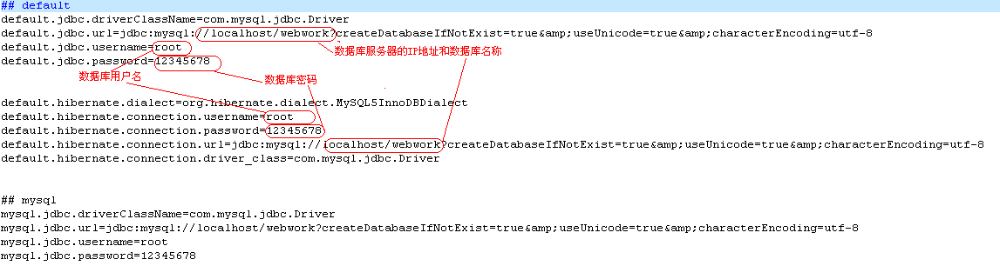 ## default
default.jdbc.driverClassName=com.mysql.jdbc.Driver
default.jdbc.url=jdbc:mysql://localhost/webwork?createDatabaseIfNotExist=true&amp;useUnicode=true&amp;characterEncoding=utf-8
default.jdbc.username=root
数据库服务器的IP地址和数据库名称
default.jdbc.password=12345678
数据库用户名
数据库密码
default.hibernate.dialect=org.hibernate.dialect.MySQL5InnoDBDialect
default.hibernate.connection.username=root
default.hibernate.connection.password=12345678
default.hibernate.connection.url=jdbc:mysql://localhost/webwork?createDatabaseIfNotExist=true&amp;useUnicode=true&amp;characterEncoding=utf-8
default.hibernate.connection.driver_class=com.mysql.jdbc.Driver
## mysql
mysql.jdbc.driverClassName=com.mysql.jdbc.Driver
mysql.jdbc.url=jdbc:mysql://localhost/webwork?createDatabaseIfNotExist=true&amp;useUnicode=true&amp;characterEncoding=utf-8
mysql.jdbc.username=root
mysql.jdbc.password=12345678